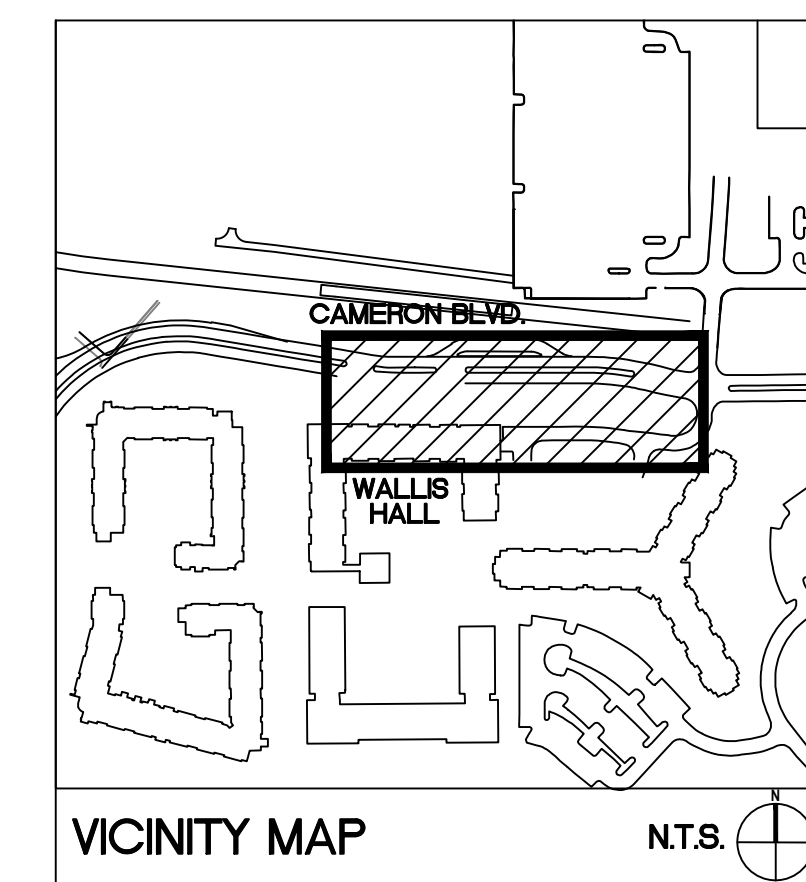 CAMERON BLVD.
WALLIS
HALL
VICINITY MAP
N.T.S.
N